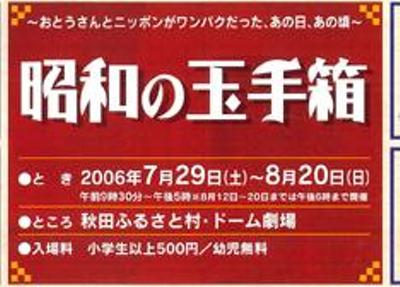 ～おとうさんとニッポンがワンパクだった、あの日、あの頃～
昭和の玉手箱
●とき 2006年7月29日(土)～8月20日(日)
午前9時30分～午後5時※8月12日～20日までは午後6時まで開催
●ところ 秋田ふるさと村・ドーム劇場
●入場料 小学生以上500円／幼児無料